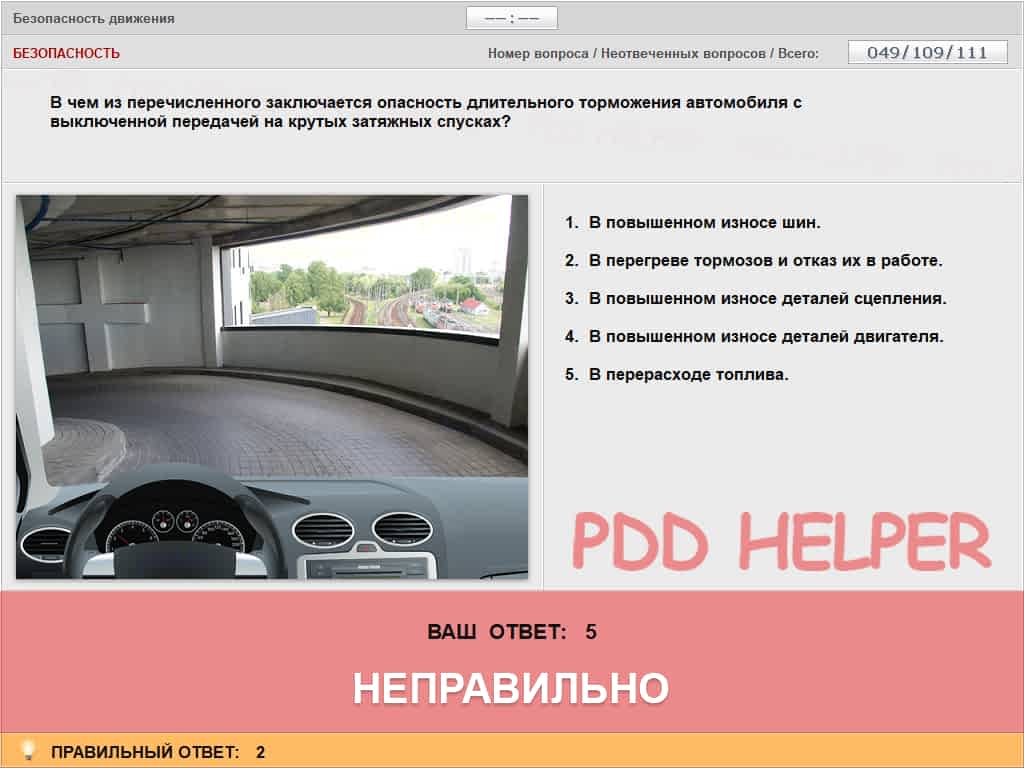 Безопасность движения
–– : ––
БЕЗОПАСНОСТЬ
Номер вопроса / Неотвеченных вопросов / Всего: 049/109/111
В чем из перечисленного заключается опасность длительного торможения автомобиля с
выключенной передачей на крутых затяжных спусках?
1. В повышенном износе шин.
2. В перегреве тормозов и отказ их в работе.
3. В повышенном износе деталей сцепления.
4. В повышенном износе деталей двигателя.
5. В перерасходе топлива.
PDD HELPER
ВАШ ОТВЕТ: 5
НЕПРАВИЛЬНО
ПРАВИЛЬНЫЙ ОТВЕТ: 2